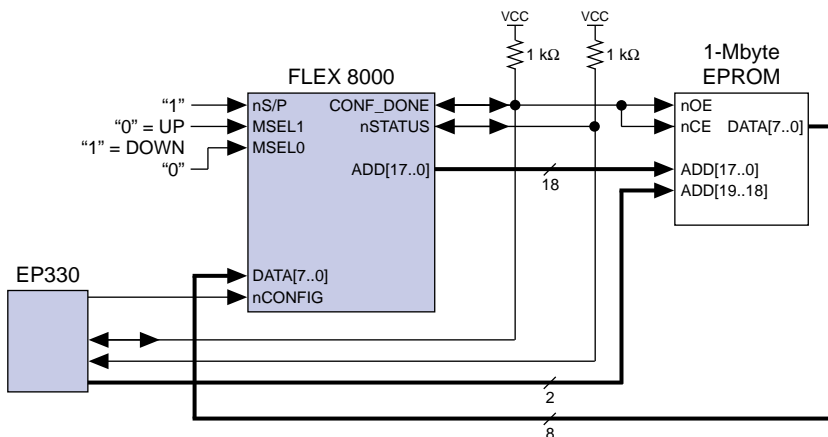 VCC
VCC
1 kΩ
1 kΩ
1-Mbyte
EPROM
FLEX 8000
“1”
nS/P
CONF_DONE
nOE
“0” = UP
MSEL1
nSTATUS
nCE
DATA[7..0]
“1” = DOWN
MSEL0
“0”
ADD[17..0]
18
ADD[17..0]
ADD[19..18]
EP330
DATA[7..0]
nCONFIG
2
8